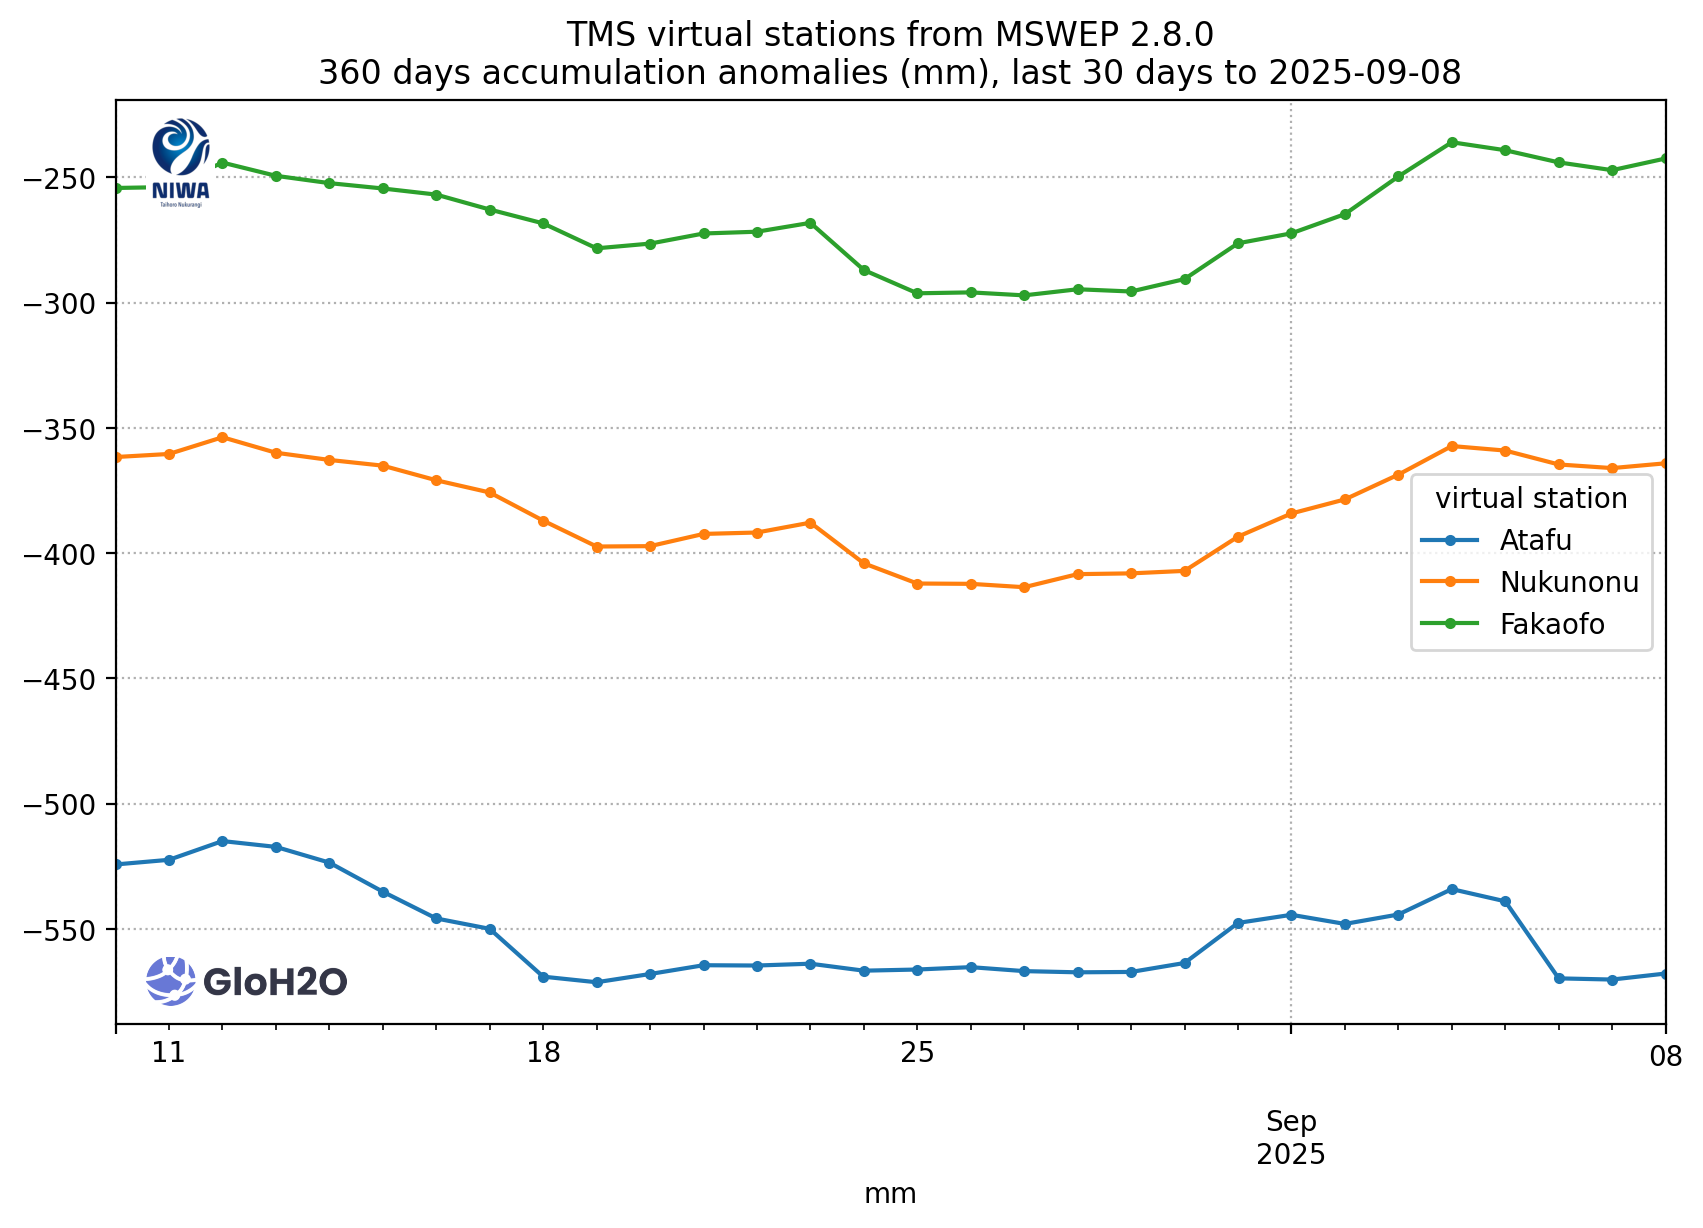 TMS virtual stations from MSWEP 2.8.0
360 days accumulation anomalies (mm), last 30 days to 2025-09-08
NIWA
Taihoro Nukurangi
−250
−300
−350
−400
−450
−500
−550
virtual station
Atafu
Nukunonu
Fakaofo
GloH2O
11
18
25
08
Sep
2025
mm